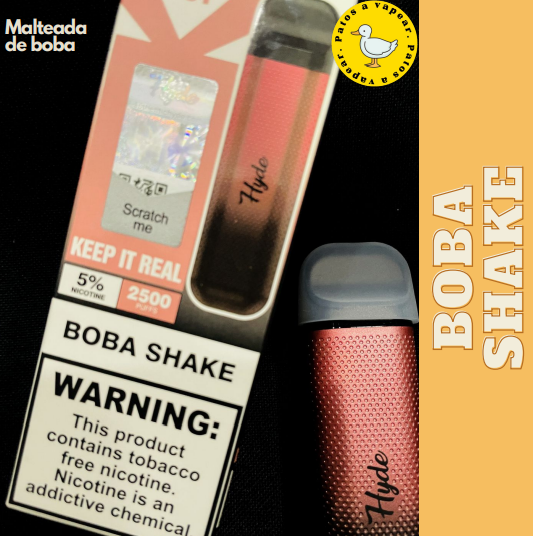 Malteada
de boba
Patos a vapear. Patos a vapear.
Scratch
me
Hyde
KEEP IT REAL
5%
NICOTINE
2500
PUFFS
BOBA SHAKE
WARNING:
This product
contains tobacco
free nicotine.
Nicotine is an
addictive chemical
Hyde
BOBA
SHAKE